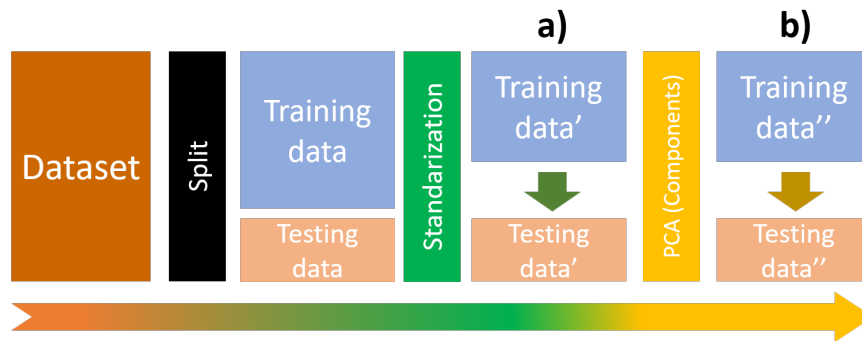 a)
b)
Dataset
Split
Training
data
Testing
data
Standarization
Training
data'
Testing
data'
PCA (Components)
Training
data''
Testing
data''